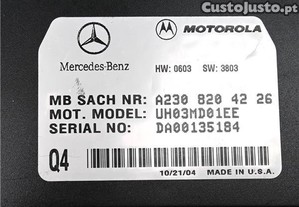 CustoJusto.pt
Mercedes-Benz
MOTOROLA
HW: 0603 SW: 3803
MB SACH NR: A230 820 42 26
MOT. MODEL: UH03MD01EE
SERIAL NO: DA00135184
Q4
10/21/04 MADE IN U.S.A.